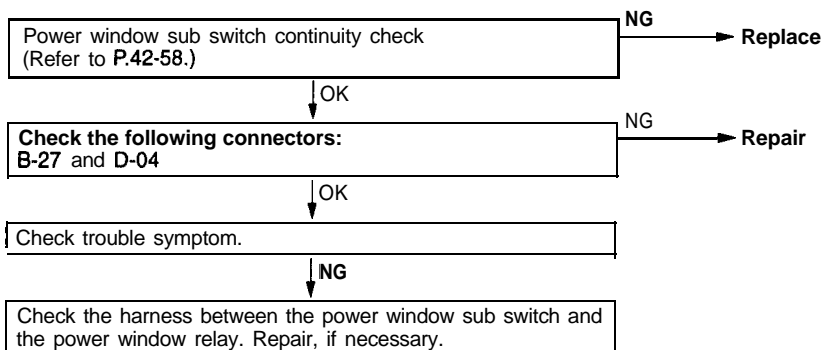 Power window sub switch continuity check
(Refer to P.42-58.)
NG
Replace
OK
Check the following connectors:
B-27 and D-04
NG
Repair
OK
Check trouble symptom.
NG
Check the harness between the power window sub switch and
the power window relay. Repair, if necessary.